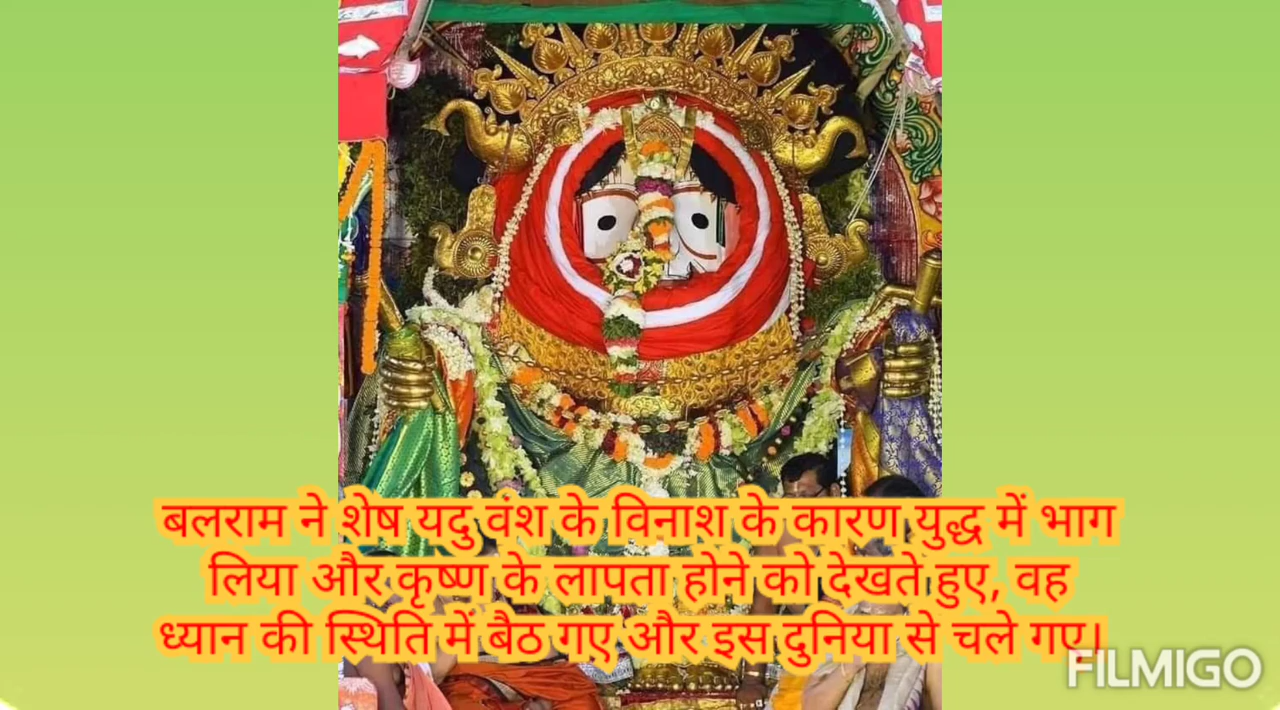 बलराम ने शेष यदु वंश के विनाश के कारण युद्ध में भाग
लिया और कृष्ण के लापता होने को देखते हुए, वह
ध्यान की स्थिति में बैठ गए और इस दुनिया से चले गए।
FILMIGO